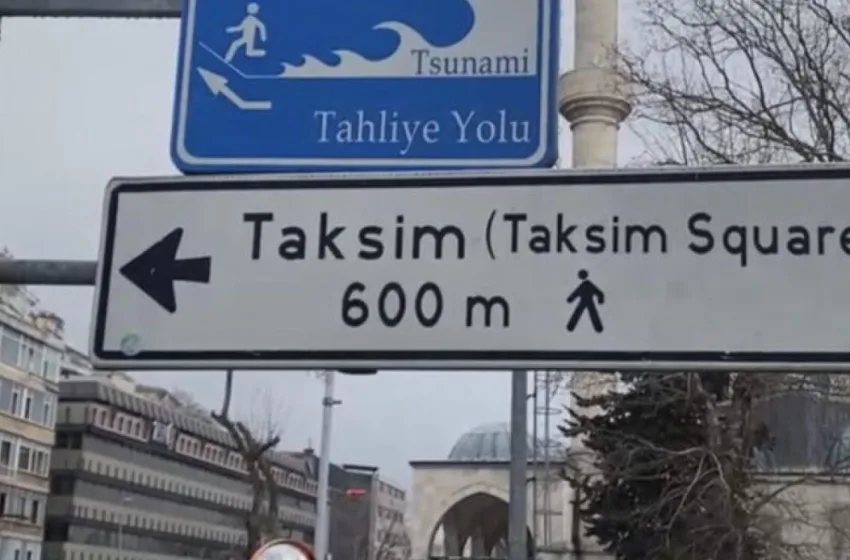 Tsunami
Tahliye Yolu
Taksim (Taksim Square
600 m